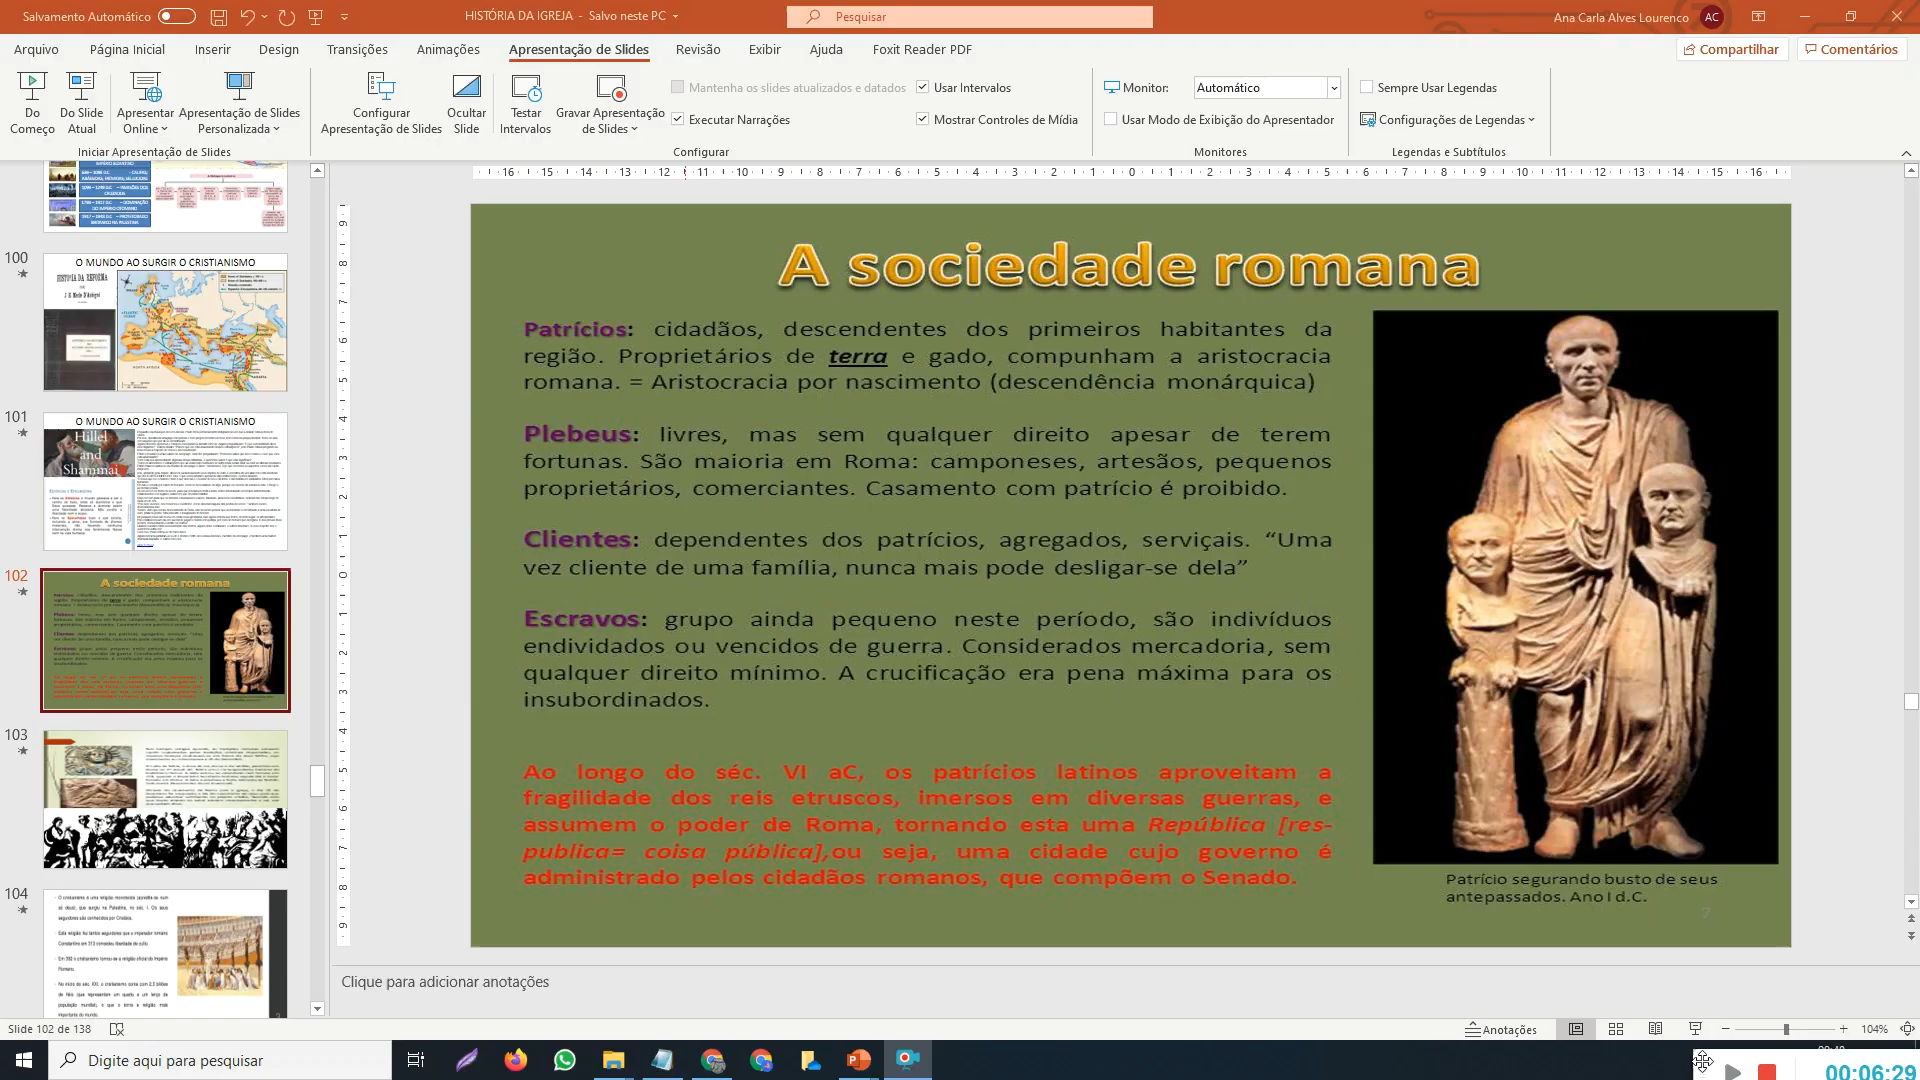 Salvamento Automático
HISTÓRIA DA IGREJA - Salvo neste PC
Pesquisar
Ana Carla Alves Lourenco
AC
Arquivo
Página Inicial
Inserir
Design
Transições
Animações
Apresentação de Slides
Revisão
Exibir
Ajuda
Foxit Reader PDF
Compartilhar
Comentários
Do Começo
Do Slide Atual
Apresentar Online
Apresentação de Slides Personalizada
Configurar Apresentação de Slides
Ocultar Slide
Testar Intervalos
Gravar Apresentação de Slides
Mantenha os slides atualizados e datados
Executar Narrações
Usar Intervalos
Mostrar Controles de Mídia
Monitor:
Automático
Usar Modo de Exibição do Apresentador
Sempre Usar Legendas
Configurações de Legendas
Iniciar Apresentação de Slides
Configurar
Monitores
Legendas e Subtítulos
100
O MUNDO AO SURGIR O CRISTIANISMO
HISTORIA DA REFORMA
101
O MUNDO AO SURGIR O CRISTIANISMO
Hillel and Shammai
102
A sociedade romana
103
104
A sociedade romana
Patrícios: cidadãos, descendentes dos primeiros habitantes da
região. Proprietários de terra e gado, compunham a aristocracia
romana. = Aristocracia por nascimento (descendência monárquica)
Plebeus: livres, mas sem qualquer direito apesar de terem
fortunas. São maioria em Roma: camponeses, artesãos, pequenos
proprietários, comerciantes. Casamento com patrício é proibido.
Clientes: dependentes dos patrícios, agregados, serviçais. “Uma
vez cliente de uma família, nunca mais pode desligar-se dela”
Escravos: grupo ainda pequeno neste período, são indivíduos
endividados ou vencidos de guerra. Considerados mercadoria, sem
qualquer direito mínimo. A crucificação era pena máxima para os
insubordinados.
Ao longo do séc. VI aC, os patrícios latinos aproveitam a
fragilidade dos reis etruscos, imersos em diversas guerras, e
assumem o poder de Roma, tornando esta uma República [res-
publica= coisa pública],ou seja, uma cidade cujo governo é
administrado pelos cidadãos romanos, que compõem o Senado.
Patrício segurando busto de seus
antepassados. Ano I d.C.
7
Clique para adicionar anotações
Slide 102 de 138
Anotações
104%
Digite aqui para pesquisar
00:06:29